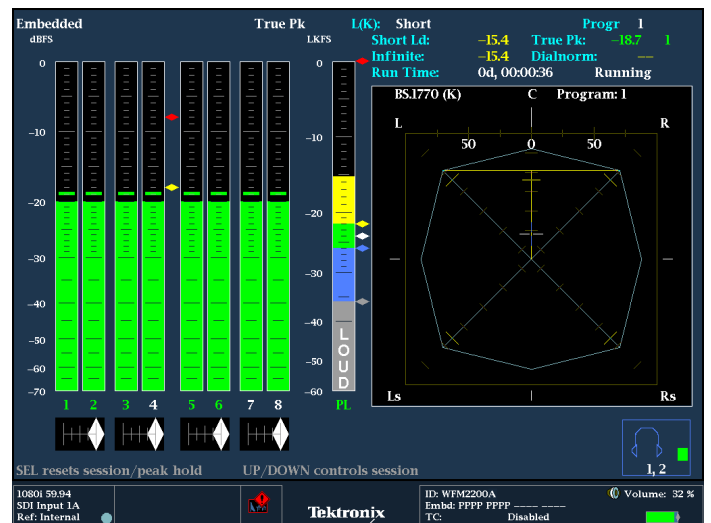 Embedded True Pk L(K): Short Progr 1
dBFS LKFS Short Ld: −15.4 True Pk: −18.7 1
Infinite: −15.4 Dialnorm: −−
Run Time: 0d, 00:00:36 Running
BS.1770 (K) C Program: 1
L R
50 0 50
Ls Rs
0 0
−10 −10
−20 −20
−30 −30
−40 −40
−50 −50
−60 −60
−70
LOUD
1 2 3 4 5 6 7 8 PL
1, 2
SEL resets session/peak hold UP/DOWN controls session
1080i 59.94
SDI Input 1A
Ref: Internal
Tektronix
ID: WFM2200A
Embd: PPPP PPPP ---- ----
TC: Disabled
Volume: 32 %